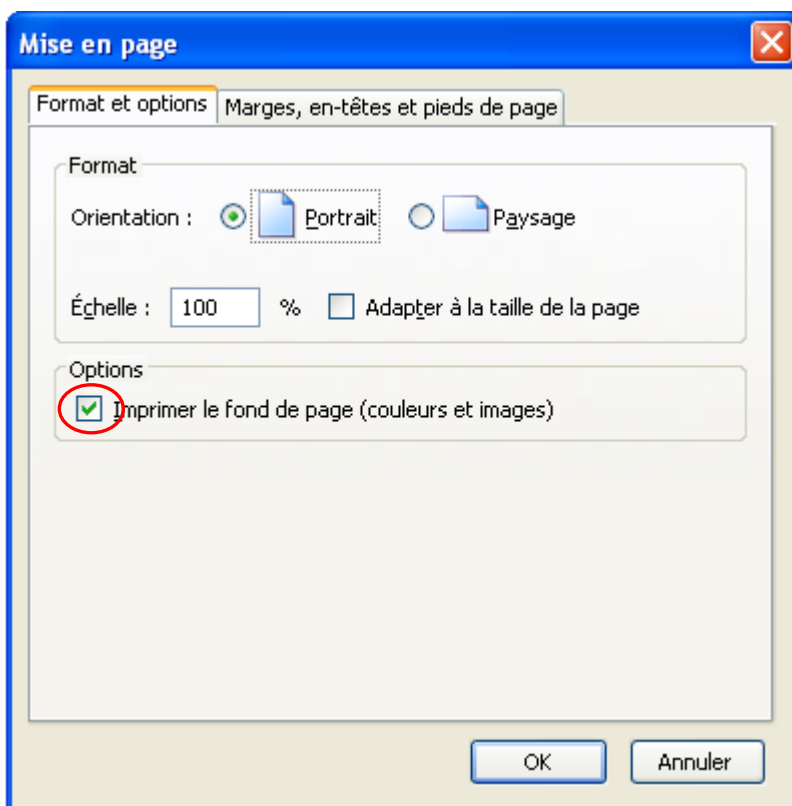 Mise en page
Format et options Marges, en-têtes et pieds de page
Format
Orientation : Portrait Paysage
Échelle : 100 % Adapter à la taille de la page
Options
Imprimer le fond de page (couleurs et images)
OK Annuler